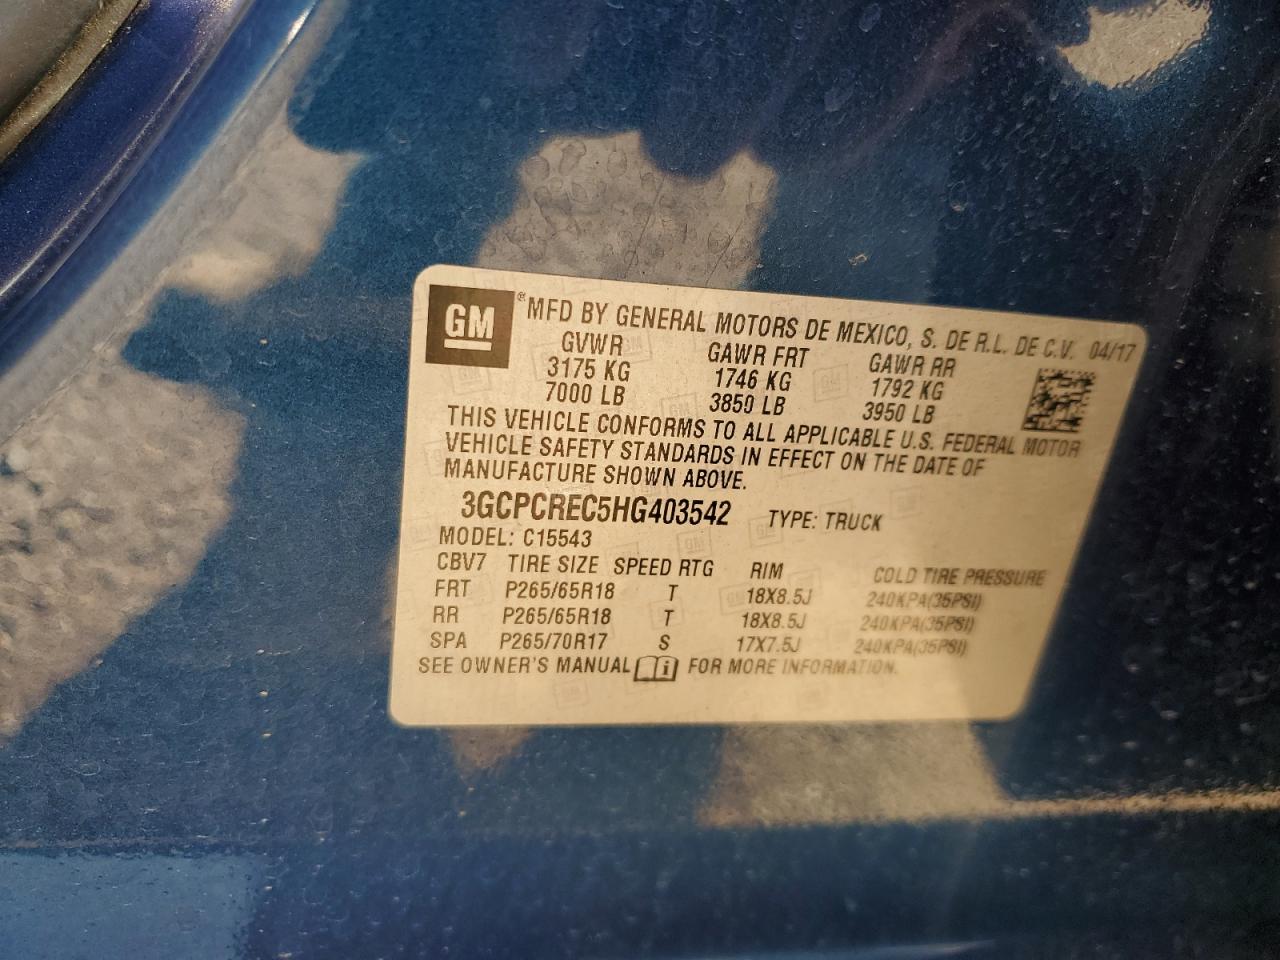 GM ® MFD BY GENERAL MOTORS DE MEXICO, S. DE R.L. DE C.V. 04/17
GVWR GAWR FRT GAWR RR
3175 KG 1746 KG 1792 KG
7000 LB 3850 LB 3950 LB
THIS VEHICLE CONFORMS TO ALL APPLICABLE U.S. FEDERAL MOTOR
VEHICLE SAFETY STANDARDS IN EFFECT ON THE DATE OF
MANUFACTURE SHOWN ABOVE.
3GCPCREC5HG403542 TYPE: TRUCK
MODEL: C15543
CBV7 TIRE SIZE SPEED RTG RIM COLD TIRE PRESSURE
FRT P265/65R18 T 18X8.5J 240KPA(35PSI)
RR P265/65R18 T 18X8.5J 240KPA(35PSI)
SPA P265/70R17 S 17X7.5J 240KPA(35PSI)
SEE OWNER'S MANUAL i FOR MORE INFORMATION.